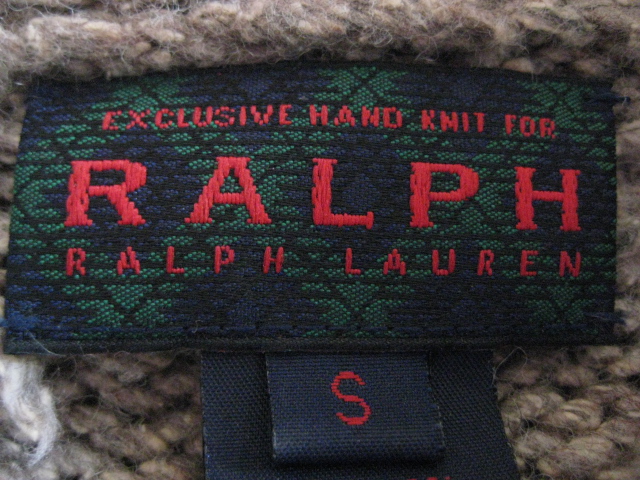 EXCLUSIVE HAND KNIT FOR
RALPH
RALPH LAUREN
S